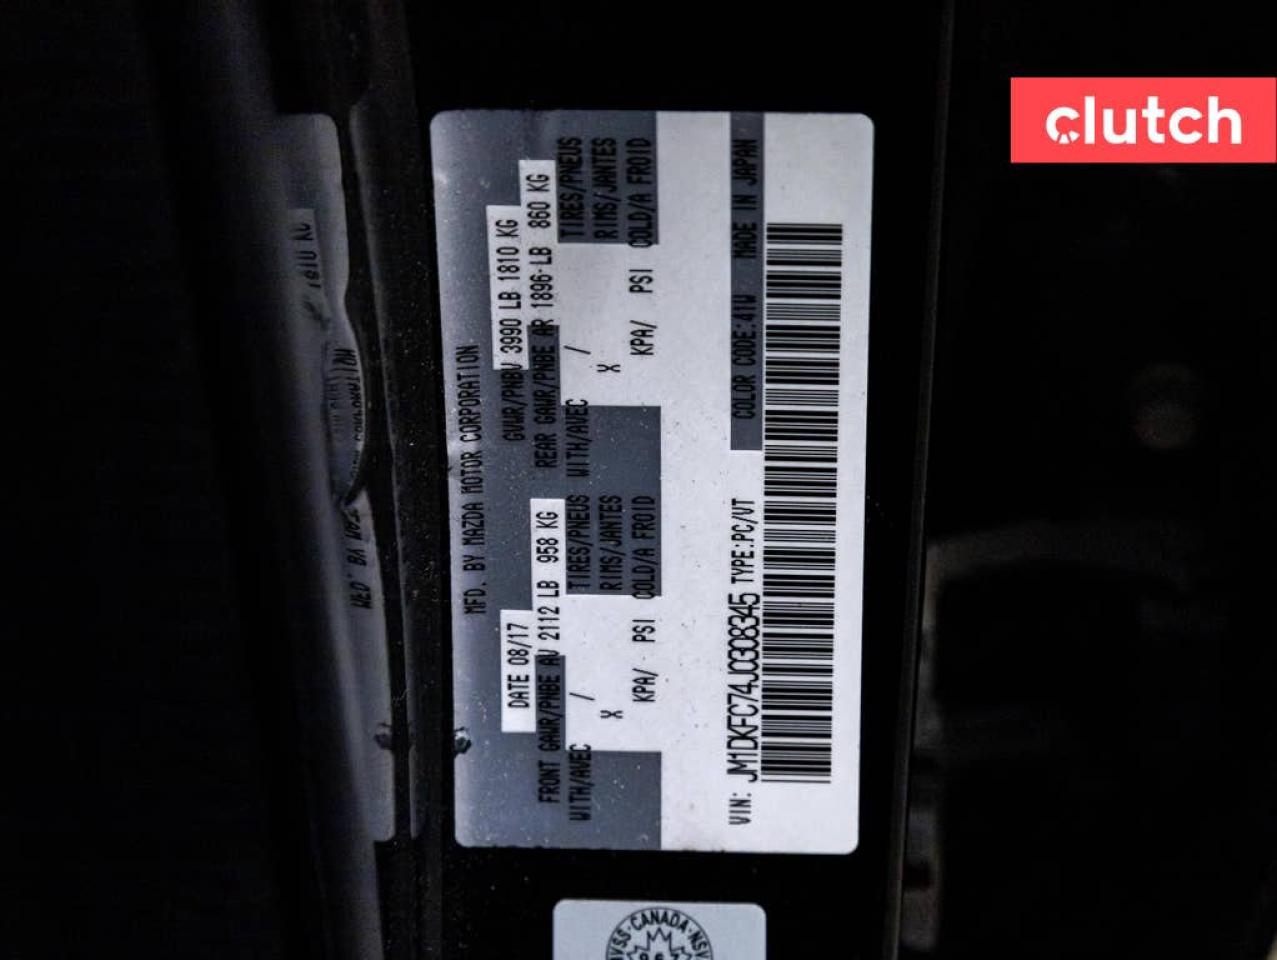 clutch
MFD. BY MAZDA MOTOR CORPORATION
DATE 08/17
GVWR/PNBV 3990 LB 1810 KG
FRONT GAWR/PNBE AV 2112 LB 958 KG
REAR GAWR/PNBE AR 1896 LB 860 KG
WITH/AVEC / TIRES/PNEUS
WITH/AVEC / TIRES/PNEUS
X RIMS/JANTES
X RIMS/JANTES
KPA/ PSI COLD/A FROID
KPA/ PSI COLD/A FROID
COLOR CODE:41W MADE IN JAPAN
VIN: JM1DKFC74J0308345 TYPE:PC/VT
CANADA